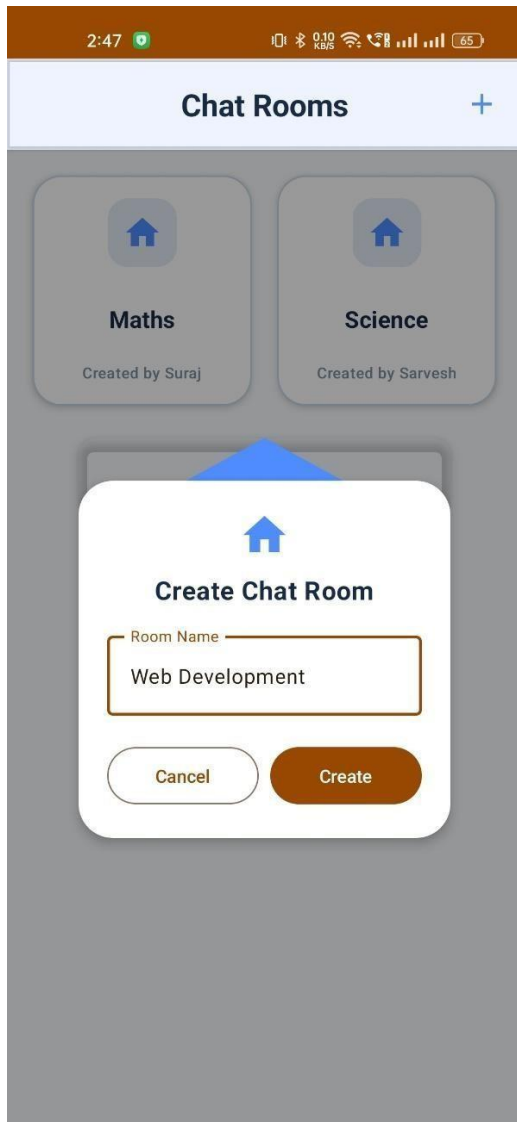 2:47 0.10 KB/S 65
Chat Rooms +
Maths Science
Created by Suraj Created by Sarvesh
Create Chat Room
Room Name
Web Development
Cancel Create